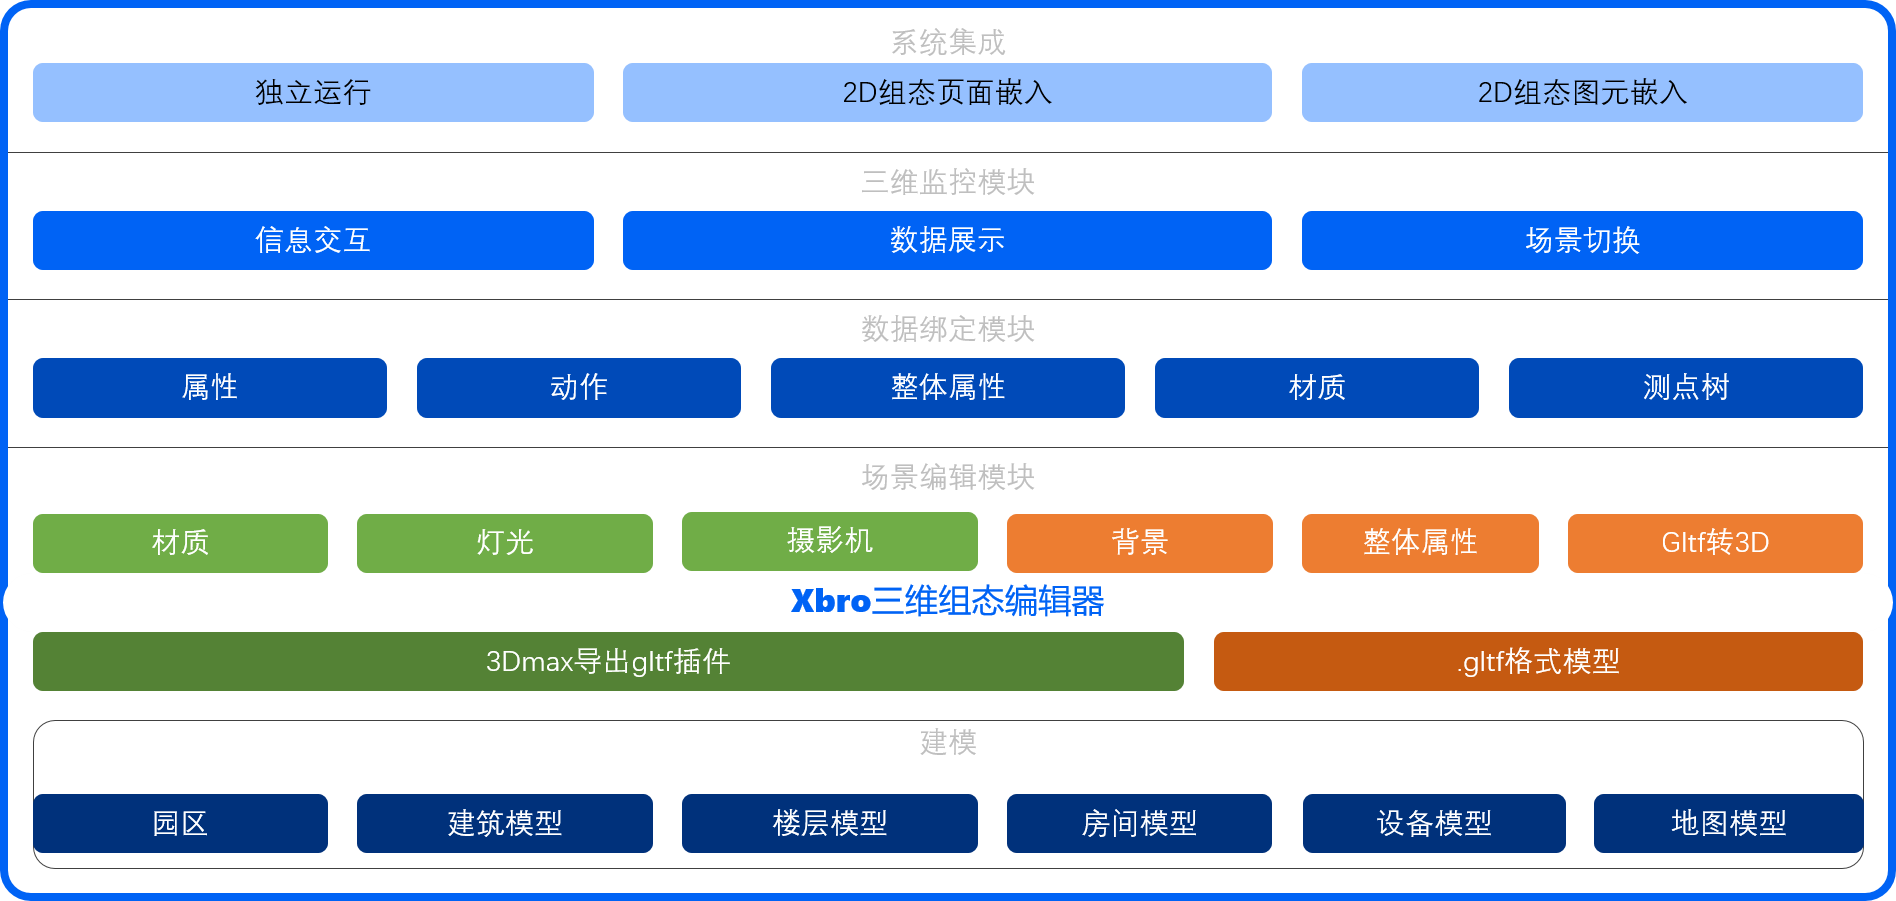 系统集成
独立运行
2D组态页面嵌入
2D组态图元嵌入
三维监控模块
信息交互
数据展示
场景切换
数据绑定模块
属性
动作
整体属性
材质
测点树
场景编辑模块
材质
灯光
摄影机
背景
整体属性
Gltf转3D
Xbro三维组态编辑器
3Dmax导出gltf插件
.gltf格式模型
建模
园区
建筑模型
楼层模型
房间模型
设备模型
地图模型